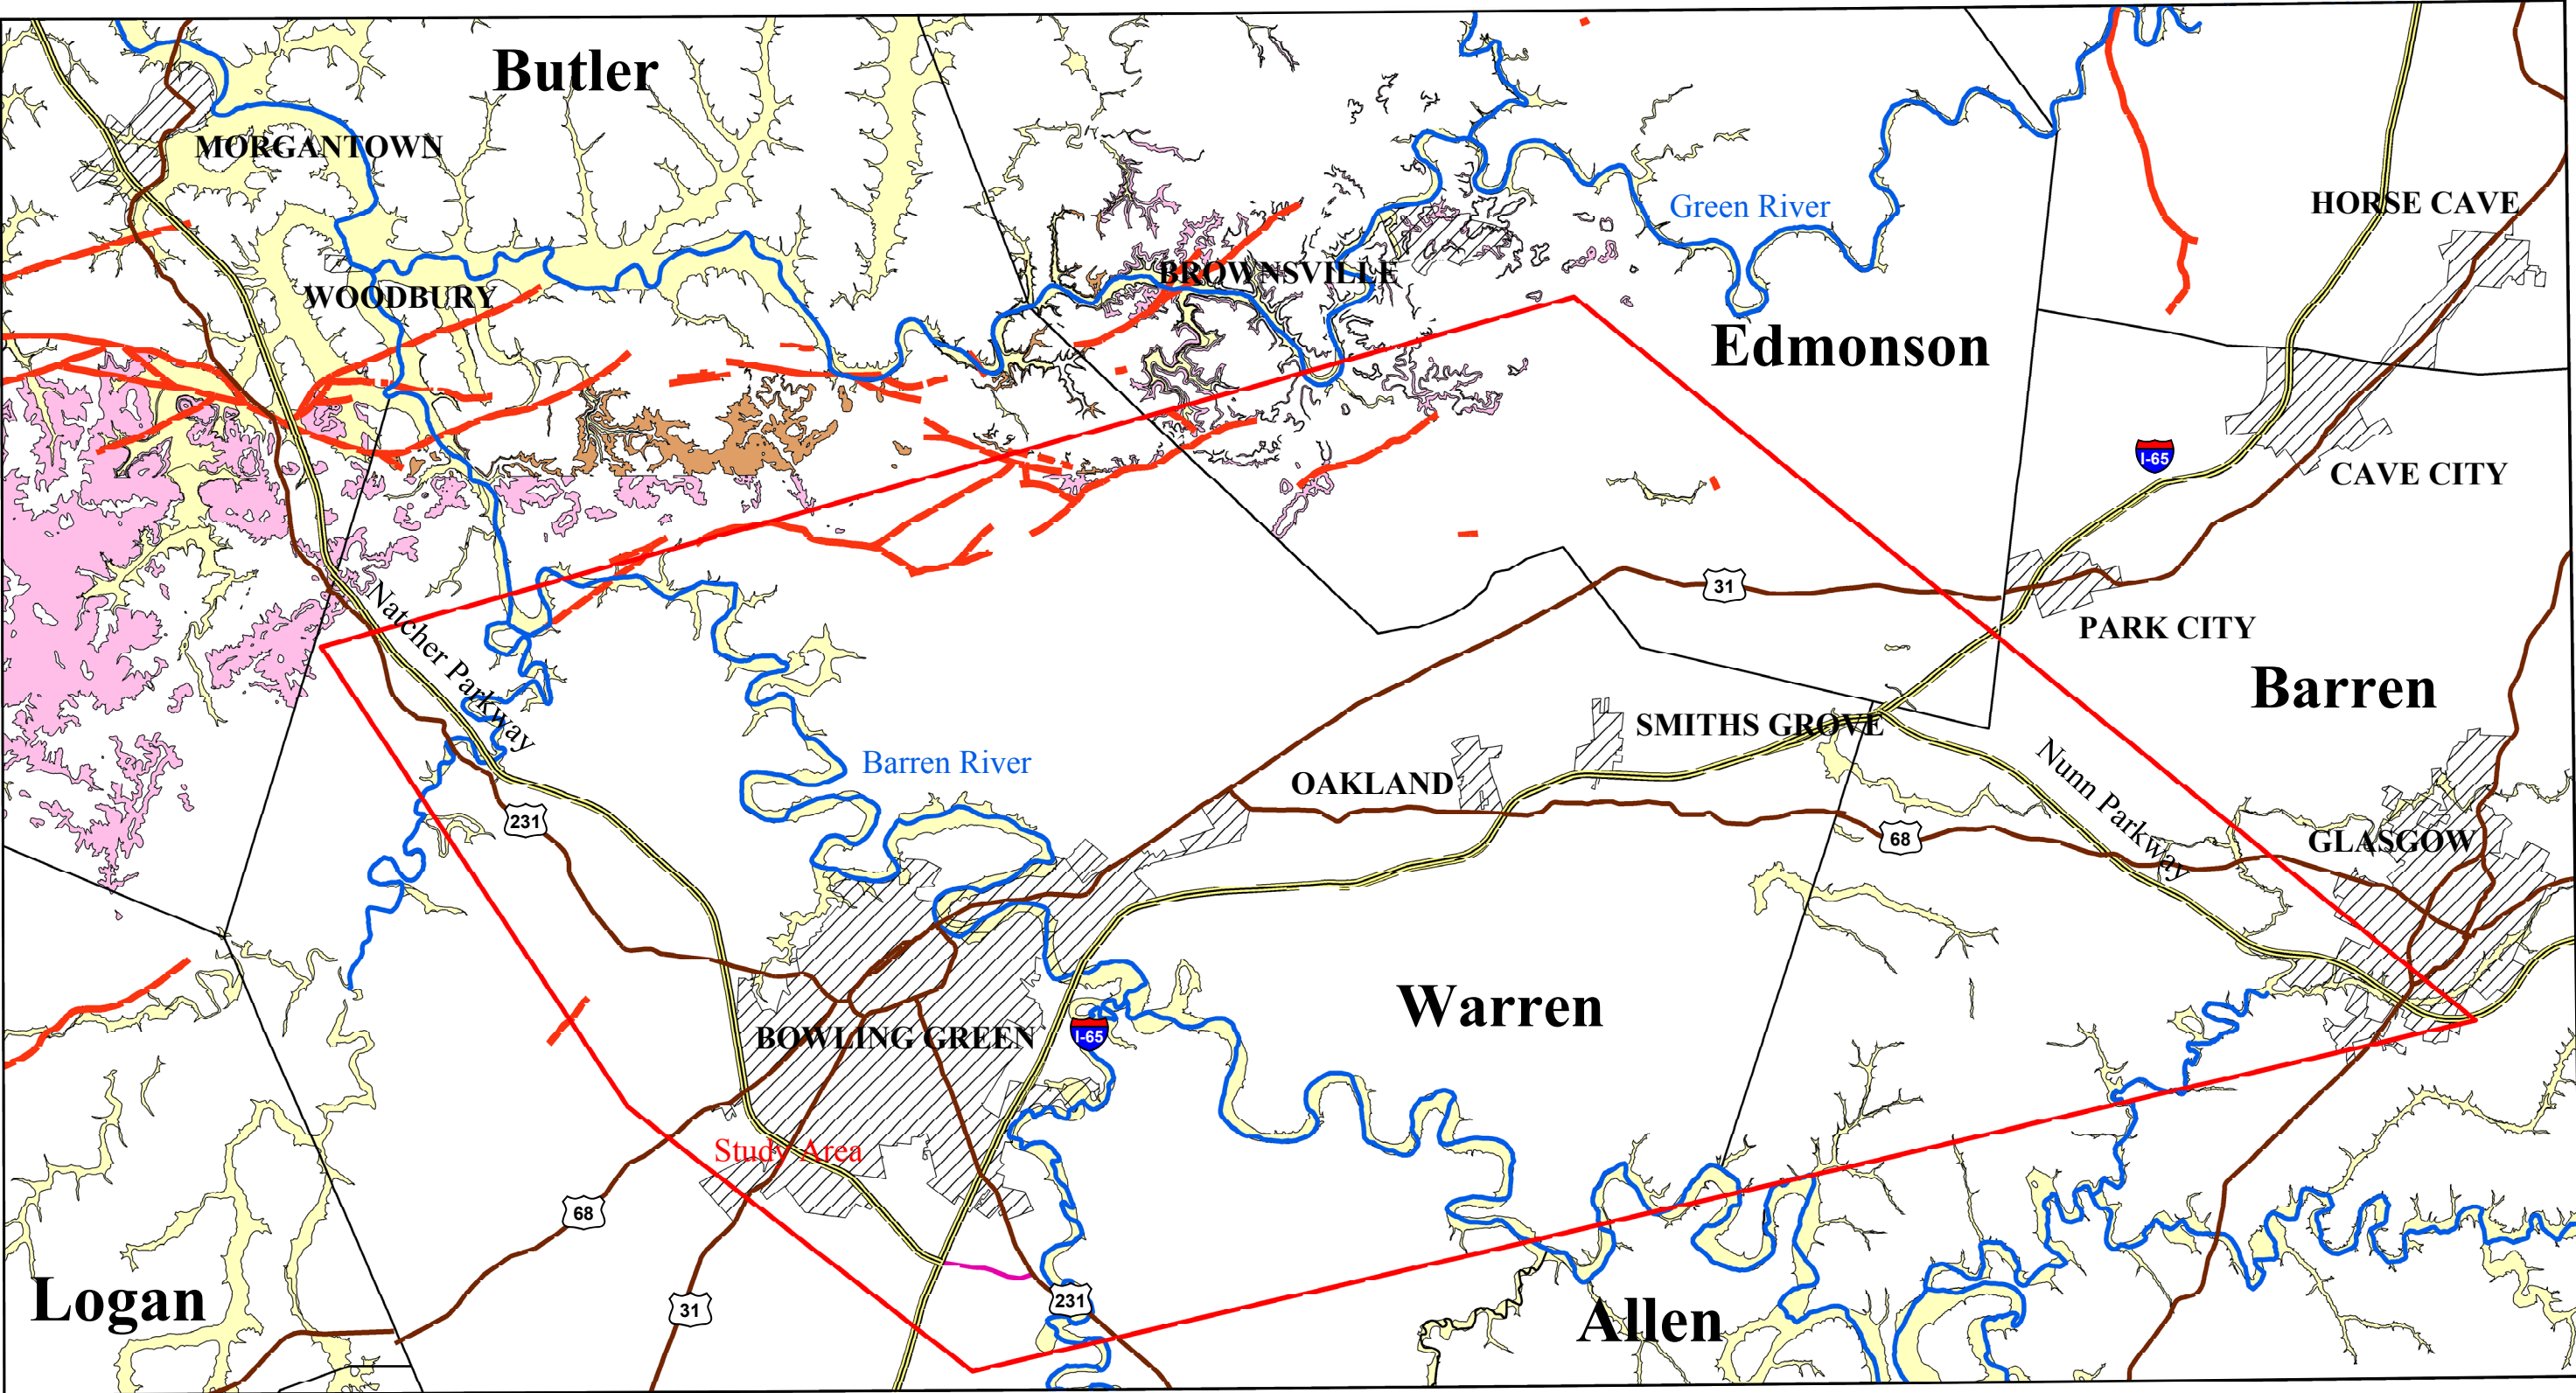 Butler
MORGANTOWN
HORSE CAVE
Green River
BROWNSVILLE
WOODBURY
Edmonson
I-65
CAVE CITY
31
Natcher Parkway
PARK CITY
Barren
SMITHS GROVE
Nunn Parkway
Barren River
OAKLAND
231
68
GLASGOW
Warren
BOWLING GREEN
I-65
Study Area
68
Logan
31
231
Allen